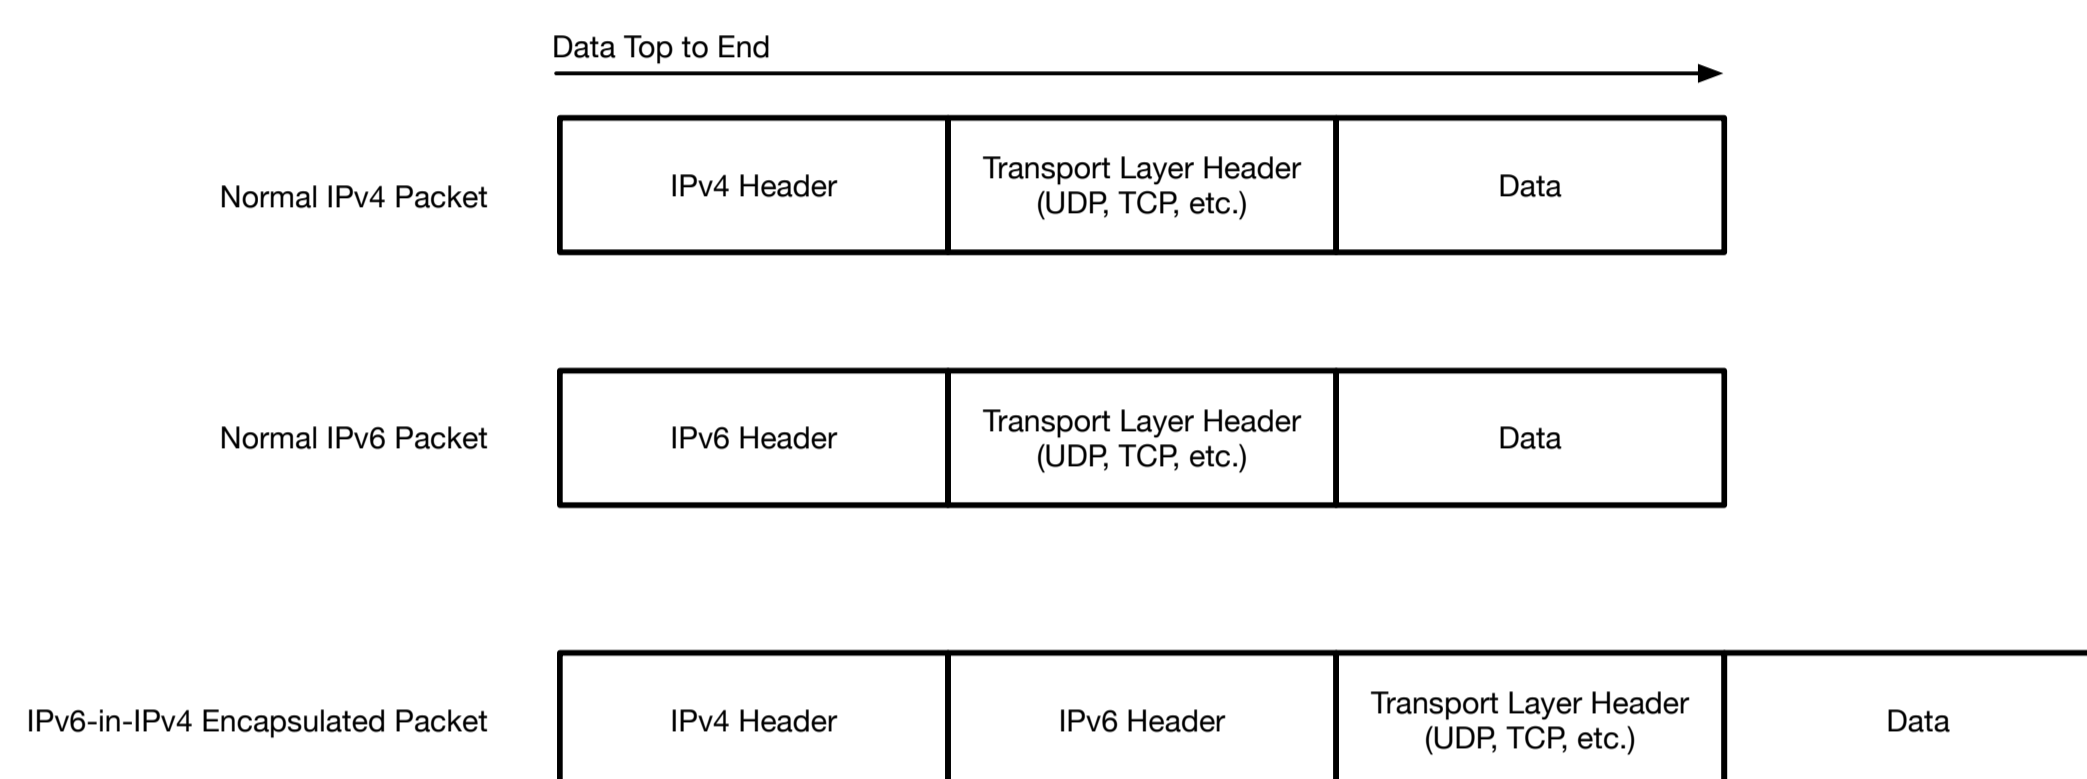 Data Top to End
Normal IPv4 Packet
IPv4 Header
Transport Layer Header
(UDP, TCP, etc.)
Data
Normal IPv6 Packet
IPv6 Header
Transport Layer Header
(UDP, TCP, etc.)
Data
IPv6-in-IPv4 Encapsulated Packet
IPv4 Header
IPv6 Header
Transport Layer Header
(UDP, TCP, etc.)
Data